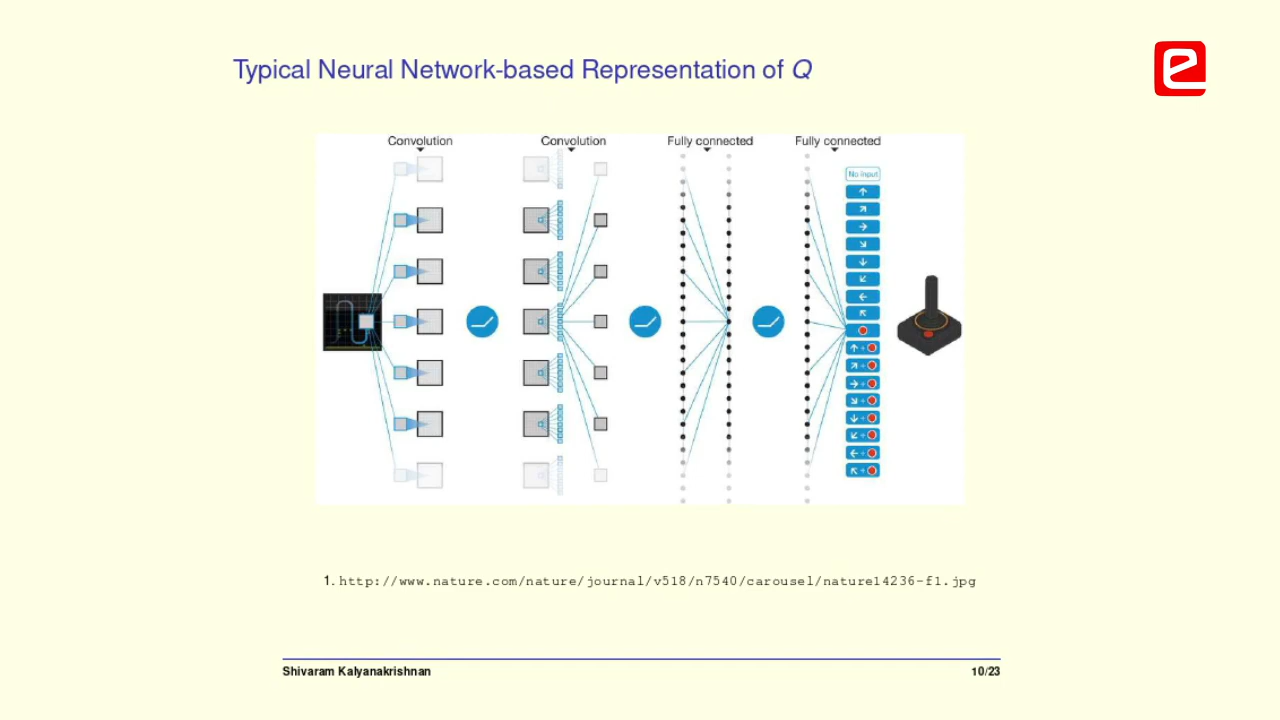 Typical Neural Network-based Representation of Q
Convolution
Convolution
Fully connected
Fully connected
No input
1. http://www.nature.com/nature/journal/v518/n7540/carousel/nature14236-f1.jpg
Shivaram Kalyanakrishnan
10/23